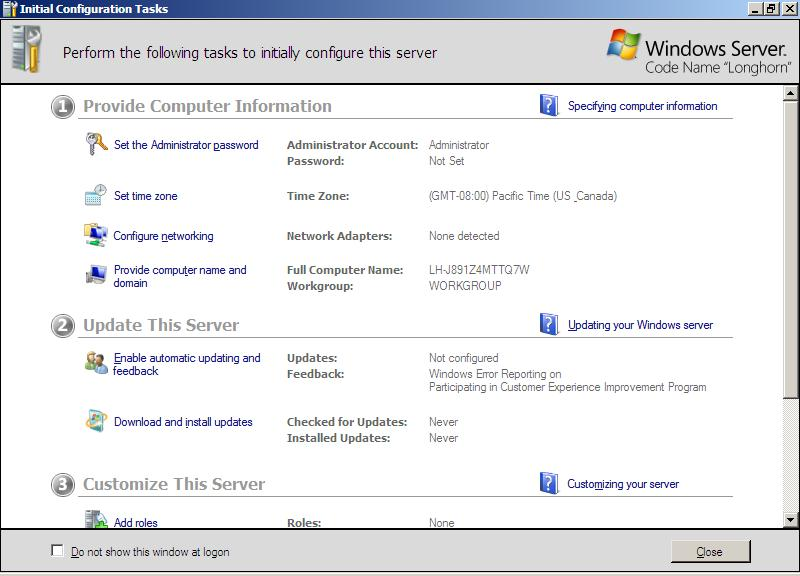 Initial Configuration Tasks
Perform the following tasks to initially configure this server
Windows Server.
Code Name "Longhorn"
1 Provide Computer Information
Specifying computer information
Set the Administrator password
Administrator Account: Administrator
Password: Not Set
Set time zone
Time Zone: (GMT-08:00) Pacific Time (US _Canada)
Configure networking
Network Adapters: None detected
Provide computer name and
domain
Full Computer Name: LH-J891Z4MTTQ7W
Workgroup: WORKGROUP
2 Update This Server
Updating your Windows server
Enable automatic updating and
feedback
Updates: Not configured
Feedback: Windows Error Reporting on
Participating in Customer Experience Improvement Program
Download and install updates
Checked for Updates: Never
Installed Updates: Never
3 Customize This Server
Customizing your server
Add roles
Roles: None
Do not show this window at logon
Close